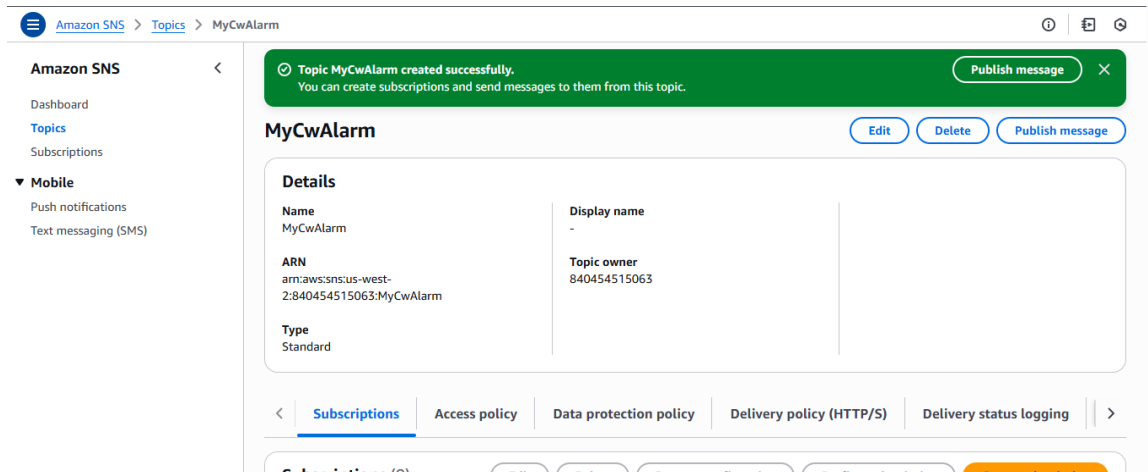 Amazon SNS > Topics > MyCwAlarm
Amazon SNS
Dashboard
Topics
Subscriptions
Mobile
Push notifications
Text messaging (SMS)
Topic MyCwAlarm created successfully.
You can create subscriptions and send messages to them from this topic.
Publish message
MyCwAlarm
Edit
Delete
Publish message
Details
Name
MyCwAlarm
ARN
arn:aws:sns:us-west-
2:840454515063:MyCwAlarm
Type
Standard
Display name
-
Topic owner
840454515063
Subscriptions
Access policy
Data protection policy
Delivery policy (HTTP/S)
Delivery status logging